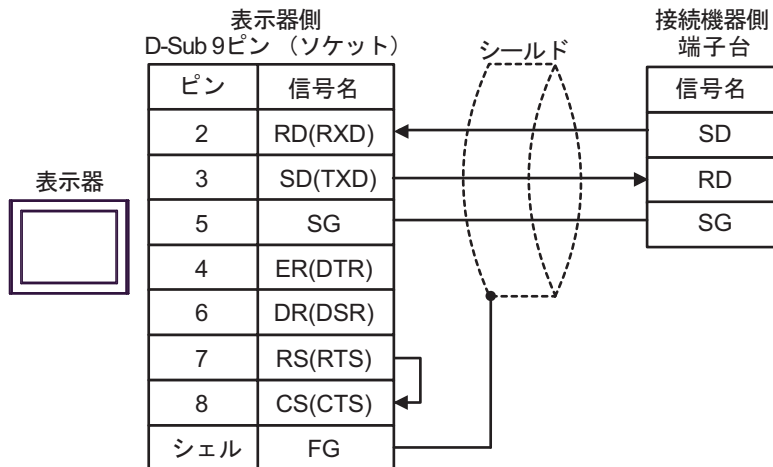 表示器側
D-Sub 9ピン （ソケット）
シールド
接続機器側
端子台
ピン 信号名
信号名
2 RD(RXD)
SD
3 SD(TXD)
RD
表示器
5 SG
SG
4 ER(DTR)
6 DR(DSR)
7 RS(RTS)
8 CS(CTS)
シェル FG